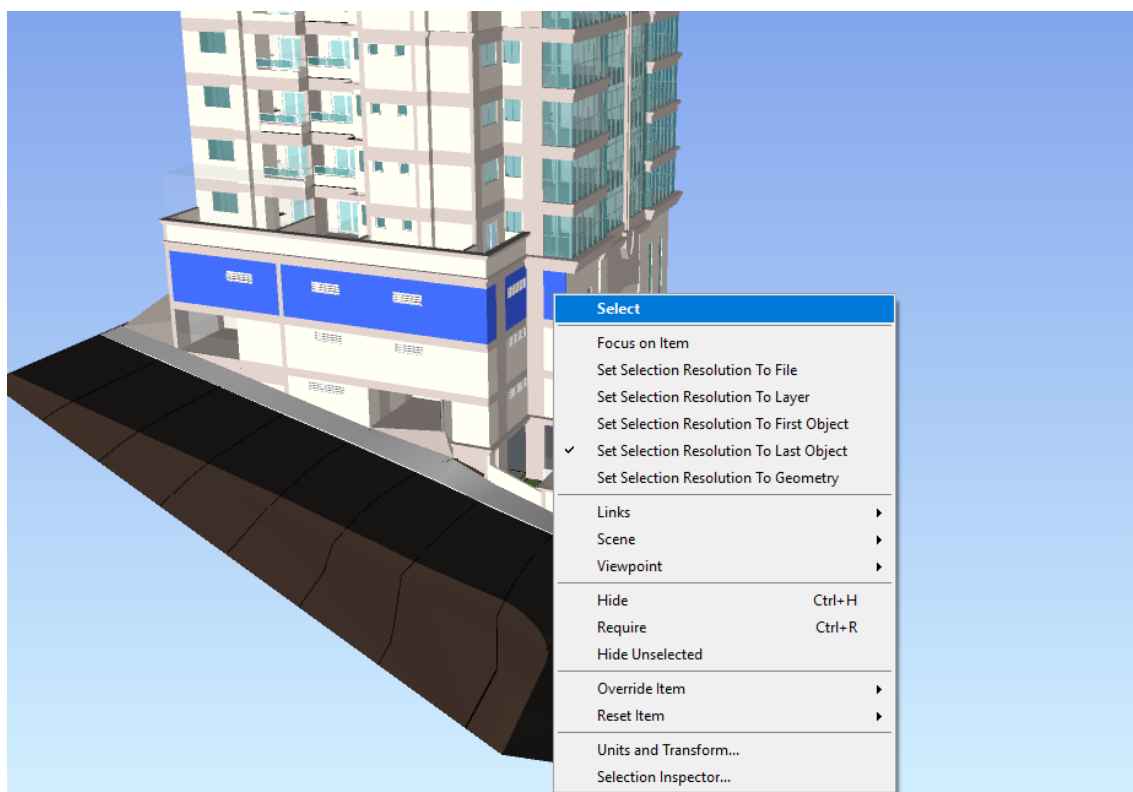 Select
Focus on Item
Set Selection Resolution To File
Set Selection Resolution To Layer
Set Selection Resolution To First Object
Set Selection Resolution To Last Object
Set Selection Resolution To Geometry
Links
Scene
Viewpoint
Hide Ctrl+H
Require Ctrl+R
Hide Unselected
Override Item
Reset Item
Units and Transform...
Selection Inspector...